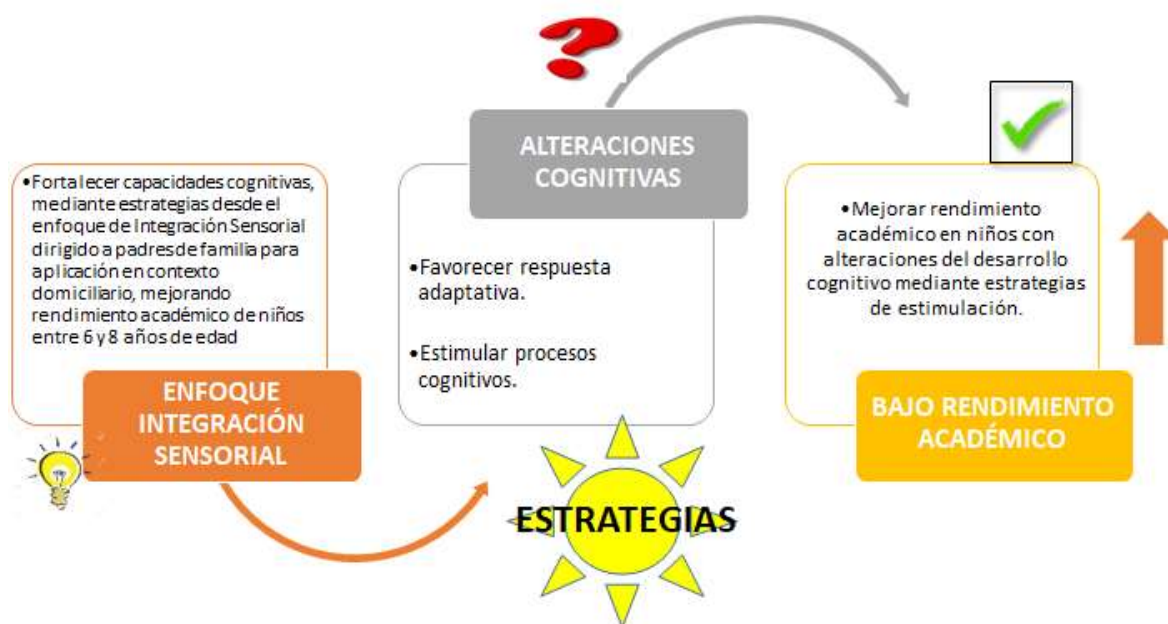 •Fortalecer capacidades cognitivas,
mediante estrategias desde el
enfoque de Integración Sensorial
dirigido a padres de familia para
aplicación en contexto
domiciliario, mejorando
rendimiento académico de niños
entre 6 y 8 años de edad
ENFOQUE
INTEGRACIÓN
SENSORIAL
ALTERACIONES
COGNITIVAS
•Favorecer respuesta
adaptativa.
•Estimular procesos
cognitivos.
ESTRATEGIAS
•Mejorar rendimiento
académico en niños con
alteraciones del desarrollo
cognitivo mediante estrategias
de estimulación.
BAJO RENDIMIENTO
ACADÉMICO